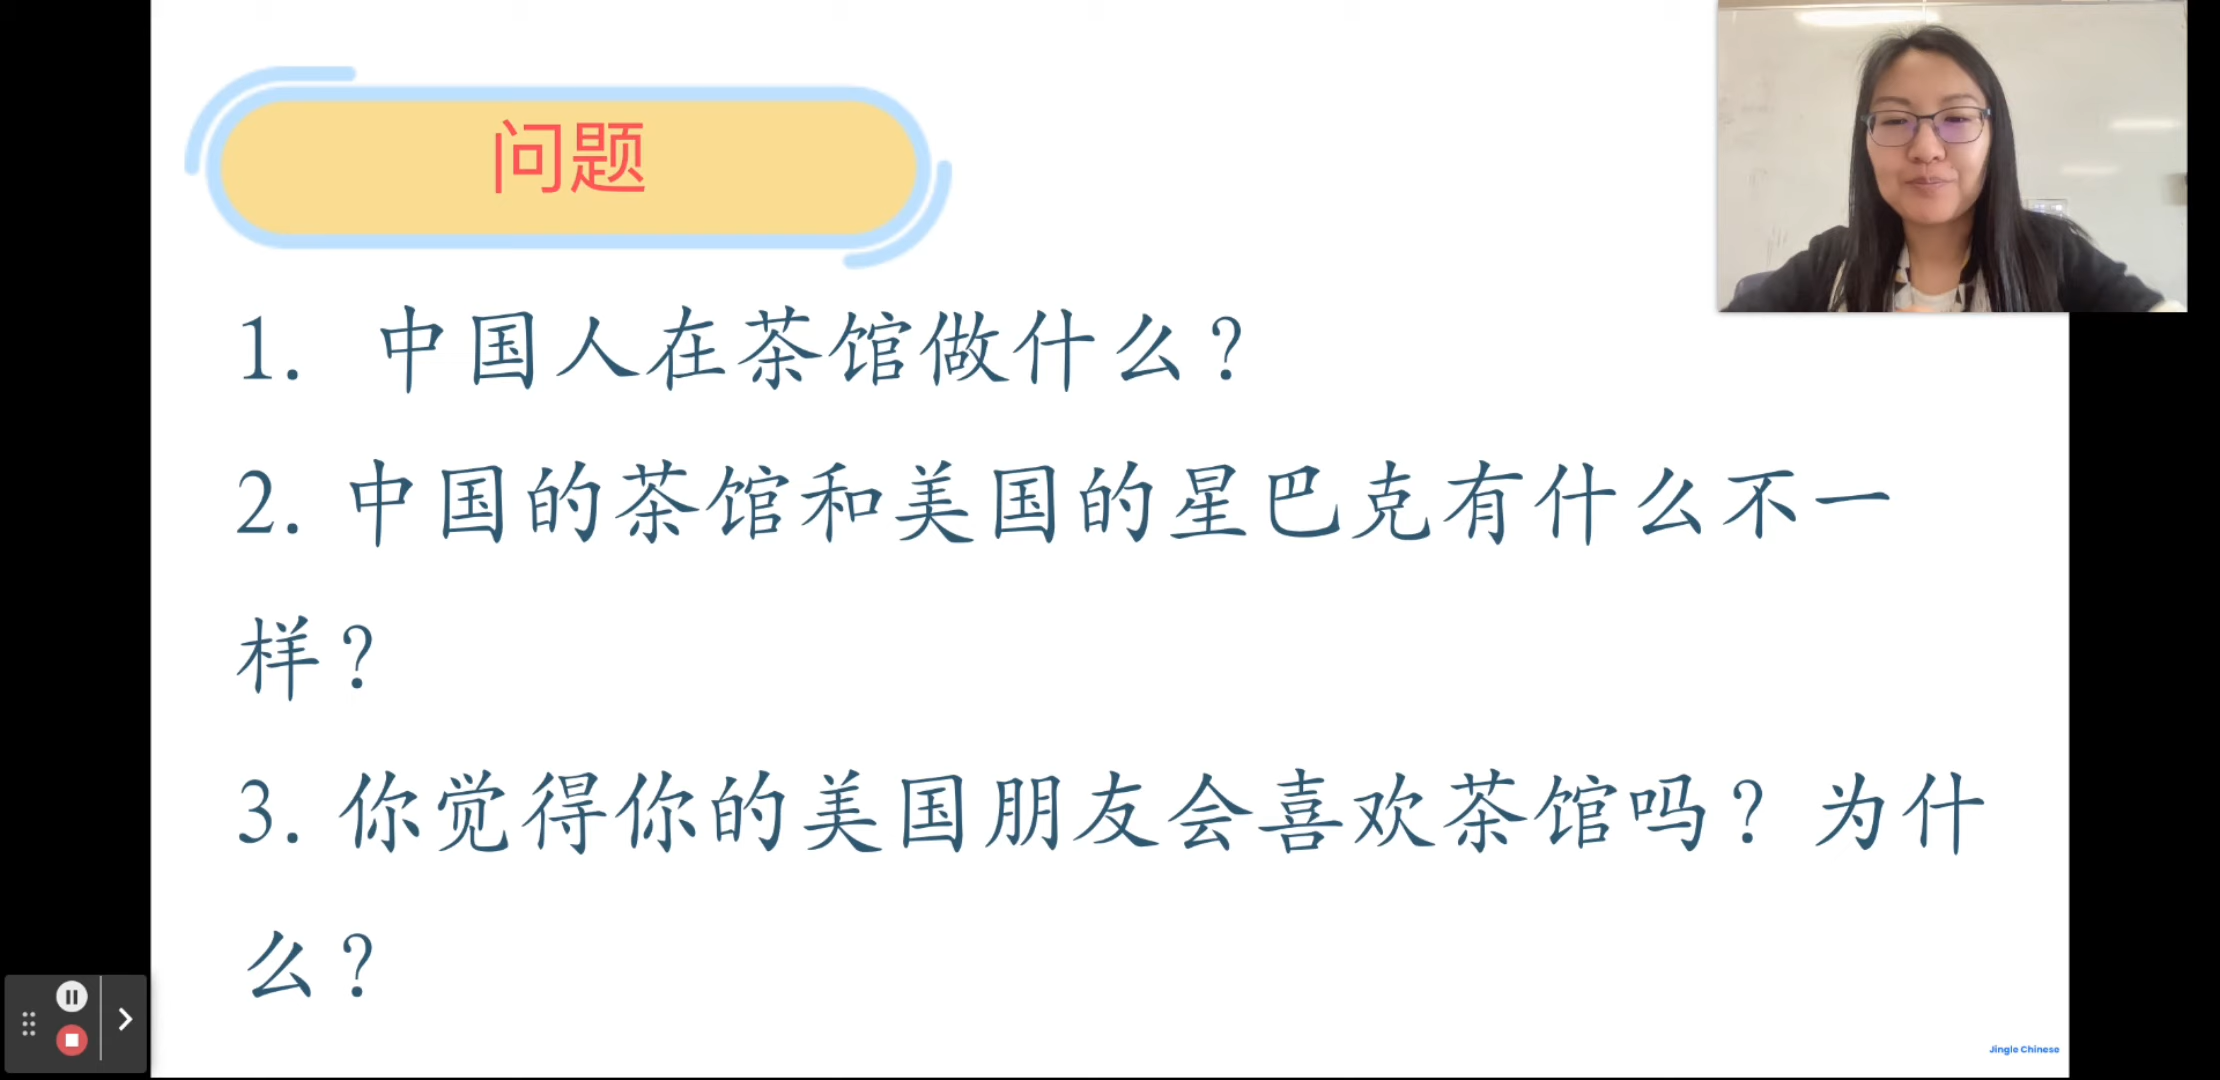 问题
1. 中国人在茶馆做什么？
2. 中国的茶馆和美国的星巴克有什么不一
样？
3. 你觉得你的美国朋友会喜欢茶馆吗？为什
么？
Jingle Chinese